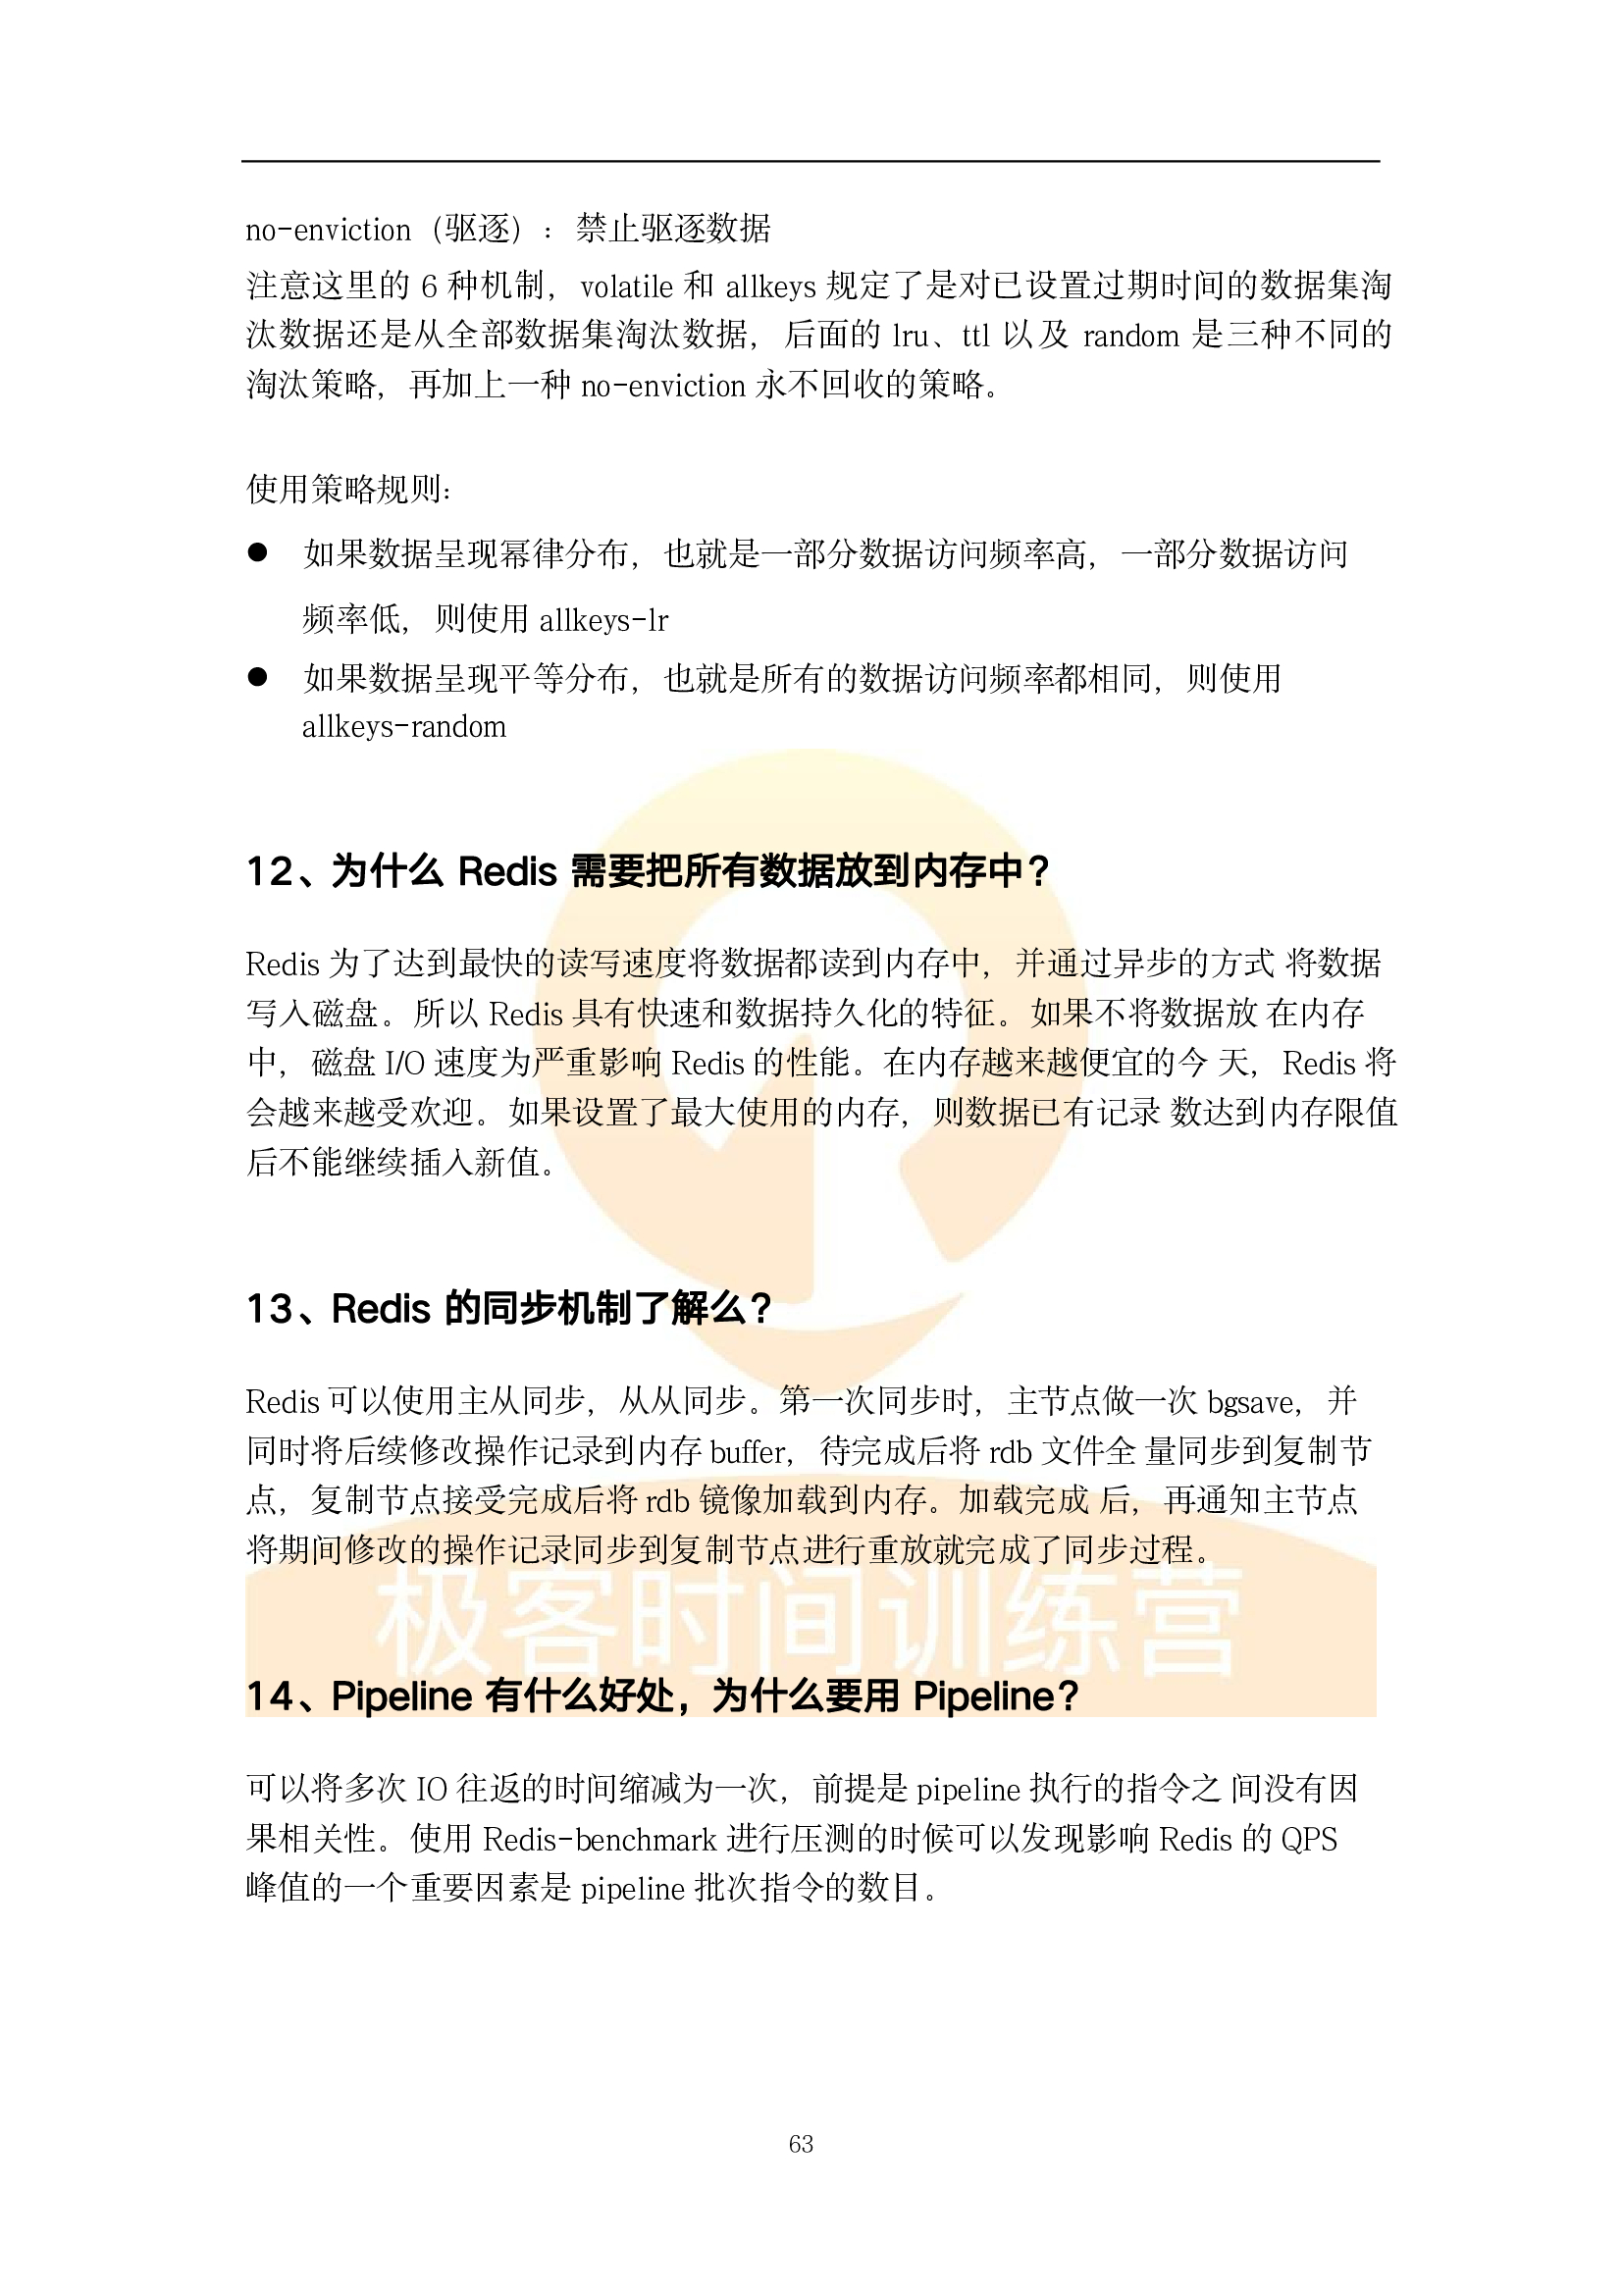 no-enviction（驱逐）：禁止驱逐数据
注意这里的 6 种机制，volatile 和 allkeys 规定了是对已设置过期时间的数据集淘
汰数据还是从全部数据集淘汰数据，后面的 lru、ttl 以及 random 是三种不同的
淘汰策略，再加上一种 no-enviction 永不回收的策略。
使用策略规则：
● 如果数据呈现幂律分布，也就是一部分数据访问频率高，一部分数据访问
频率低，则使用 allkeys-lr
● 如果数据呈现平等分布，也就是所有的数据访问频率都相同，则使用
allkeys-random
12、为什么 Redis 需要把所有数据放到内存中？
Redis 为了达到最快的读写速度将数据都读到内存中，并通过异步的方式 将数据
写入磁盘。所以 Redis 具有快速和数据持久化的特征。如果不将数据放 在内存
中，磁盘 I/O 速度为严重影响 Redis 的性能。在内存越来越便宜的今 天，Redis 将
会越来越受欢迎。如果设置了最大使用的内存，则数据已有记录 数达到内存限值
后不能继续插入新值。
13、Redis 的同步机制了解么？
Redis 可以使用主从同步，从从同步。第一次同步时，主节点做一次 bgsave，并
同时将后续修改操作记录到内存 buffer，待完成后将 rdb 文件全 量同步到复制节
点，复制节点接受完成后将 rdb 镜像加载到内存。加载完成 后，再通知主节点
将期间修改的操作记录同步到复制节点进行重放就完成了同步过程。
极客时间训练营
14、Pipeline 有什么好处，为什么要用 Pipeline？
可以将多次 IO 往返的时间缩减为一次，前提是 pipeline 执行的指令之 间没有因
果相关性。使用 Redis-benchmark 进行压测的时候可以发现影响 Redis 的 QPS
峰值的一个重要因素是 pipeline 批次指令的数目。
63